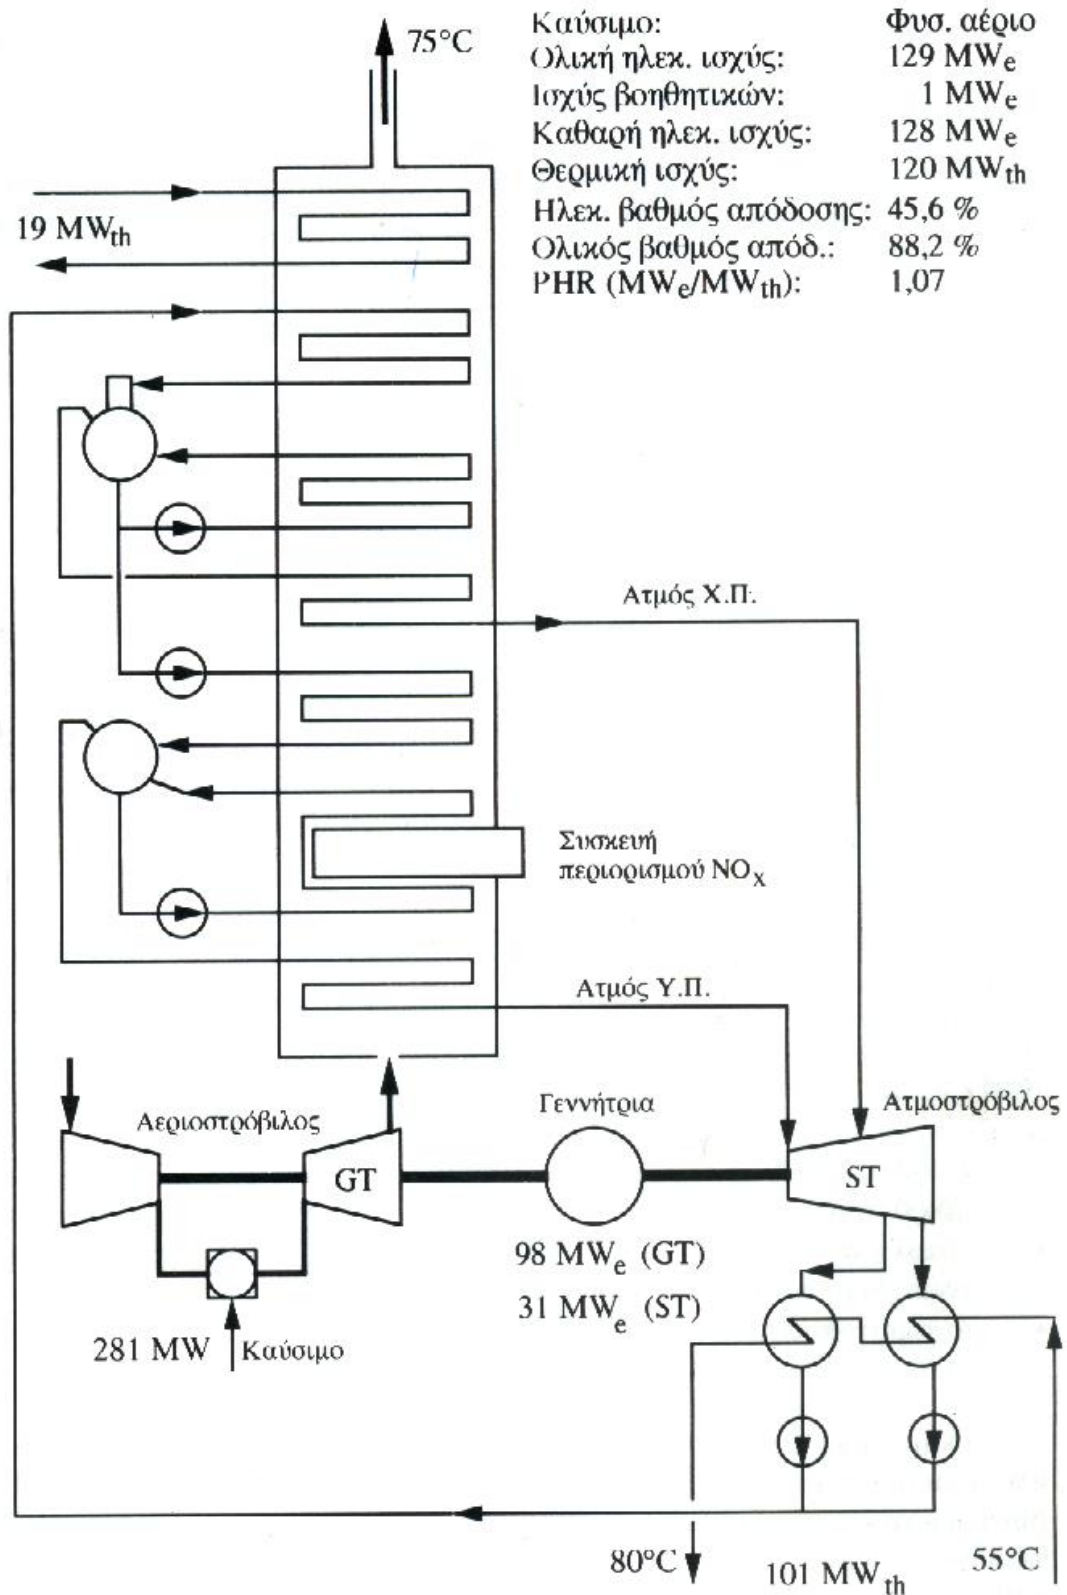 75°C
Καύσιμο: Φυσ. αέριο
Ολική ηλεκ. ισχύς: 129 MWe
Ισχύς βοηθητικών: 1 MWe
Καθαρή ηλεκ. ισχύς: 128 MWe
Θερμική ισχύς: 120 MWth
Ηλεκ. βαθμός απόδοσης: 45,6 %
Ολικός βαθμός απόδ.: 88,2 %
PHR (MWe/MWth): 1,07
19 MWth
Ατμός Χ.Π.
Συσκευή
περιορισμού NOx
Ατμός Υ.Π.
Αεριοστρόβιλος
Γεννήτρια
Ατμοστρόβιλος
GT
ST
98 MWe (GT)
31 MWe (ST)
281 MW
Καύσιμο
80°C
101 MWth
55°C